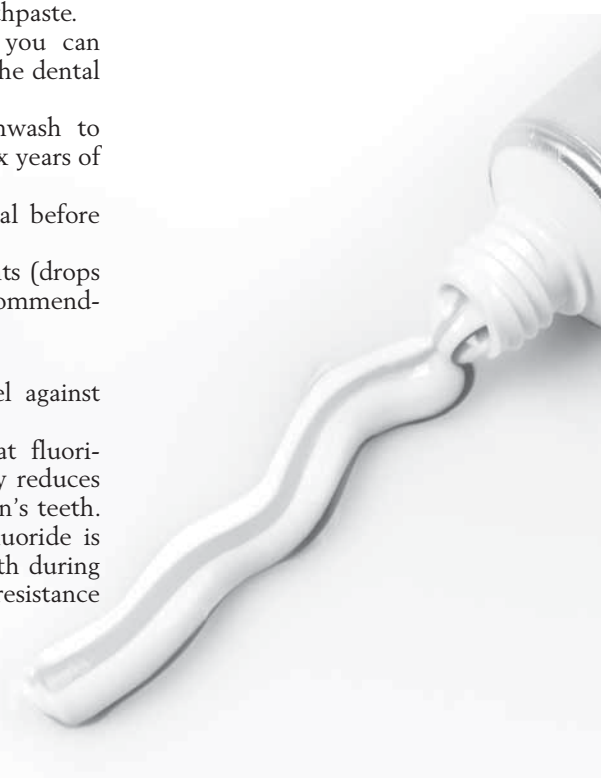 thpaste.
you can
he dental
nwash to
x years of
al before
ts (drops
ommend-
el against
at fluori-
y reduces
n’s teeth.
uoride is
th during
resistance